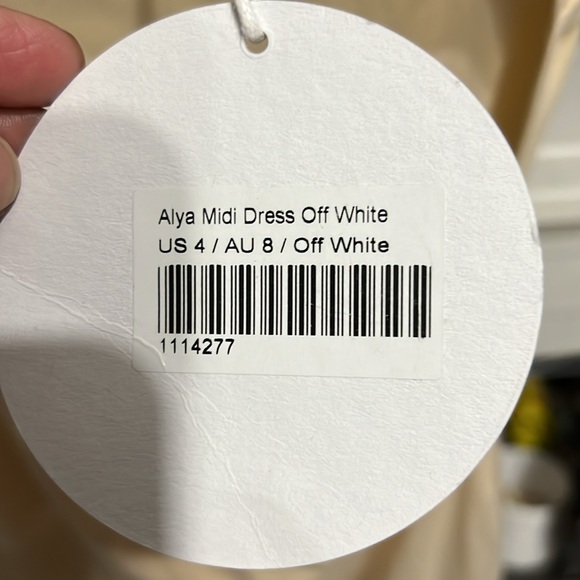 Alya Midi Dress Off White
US 4 / AU 8 / Off White
1114277